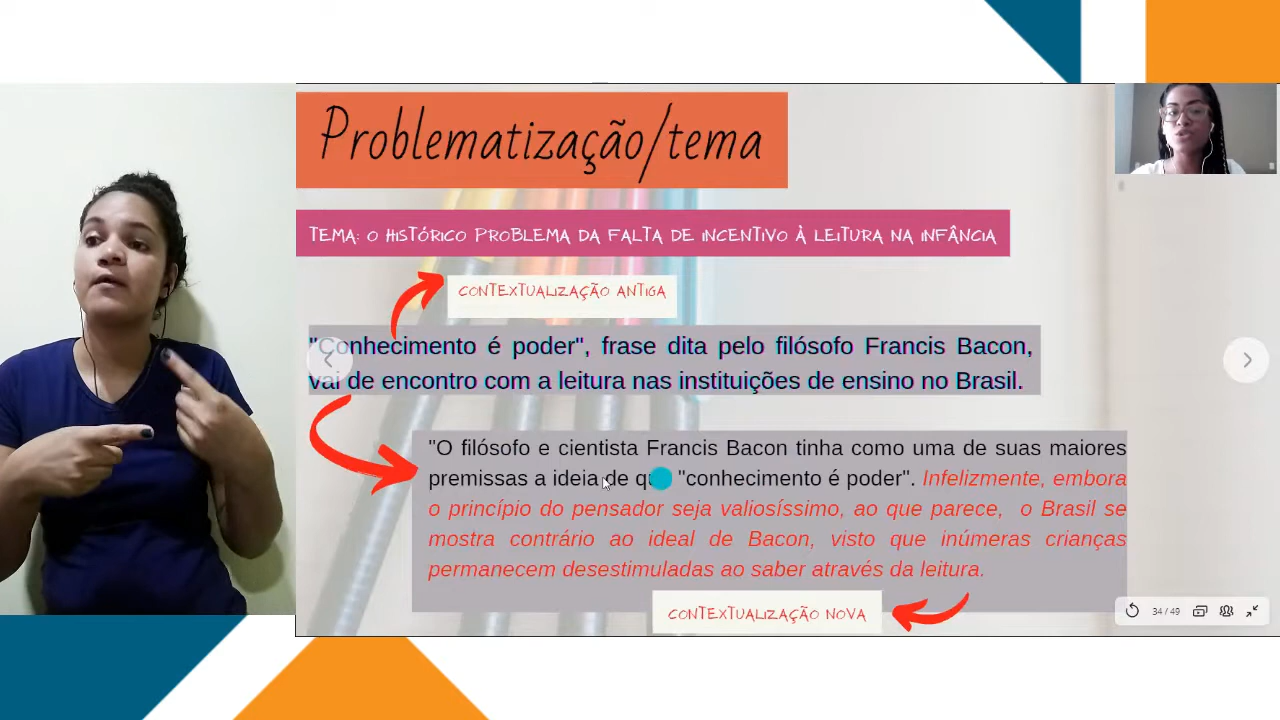 Problematização/tema
TEMA: O HISTÓRICO PROBLEMA DA FALTA DE INCENTIVO À LEITURA NA INFÂNCIA
CONTEXTUALIZAÇÃO ANTIGA
"Conhecimento é poder", frase dita pelo filósofo Francis Bacon,
vai de encontro com a leitura nas instituições de ensino no Brasil.
"O filósofo e cientista Francis Bacon tinha como uma de suas maiores
premissas a ideia de que "conhecimento é poder". Infelizmente, embora
o princípio do pensador seja valiosíssimo, ao que parece, o Brasil se
mostra contrário ao ideal de Bacon, visto que inúmeras crianças
permanecem desestimuladas ao saber através da leitura.
CONTEXTUALIZAÇÃO NOVA
34 / 49